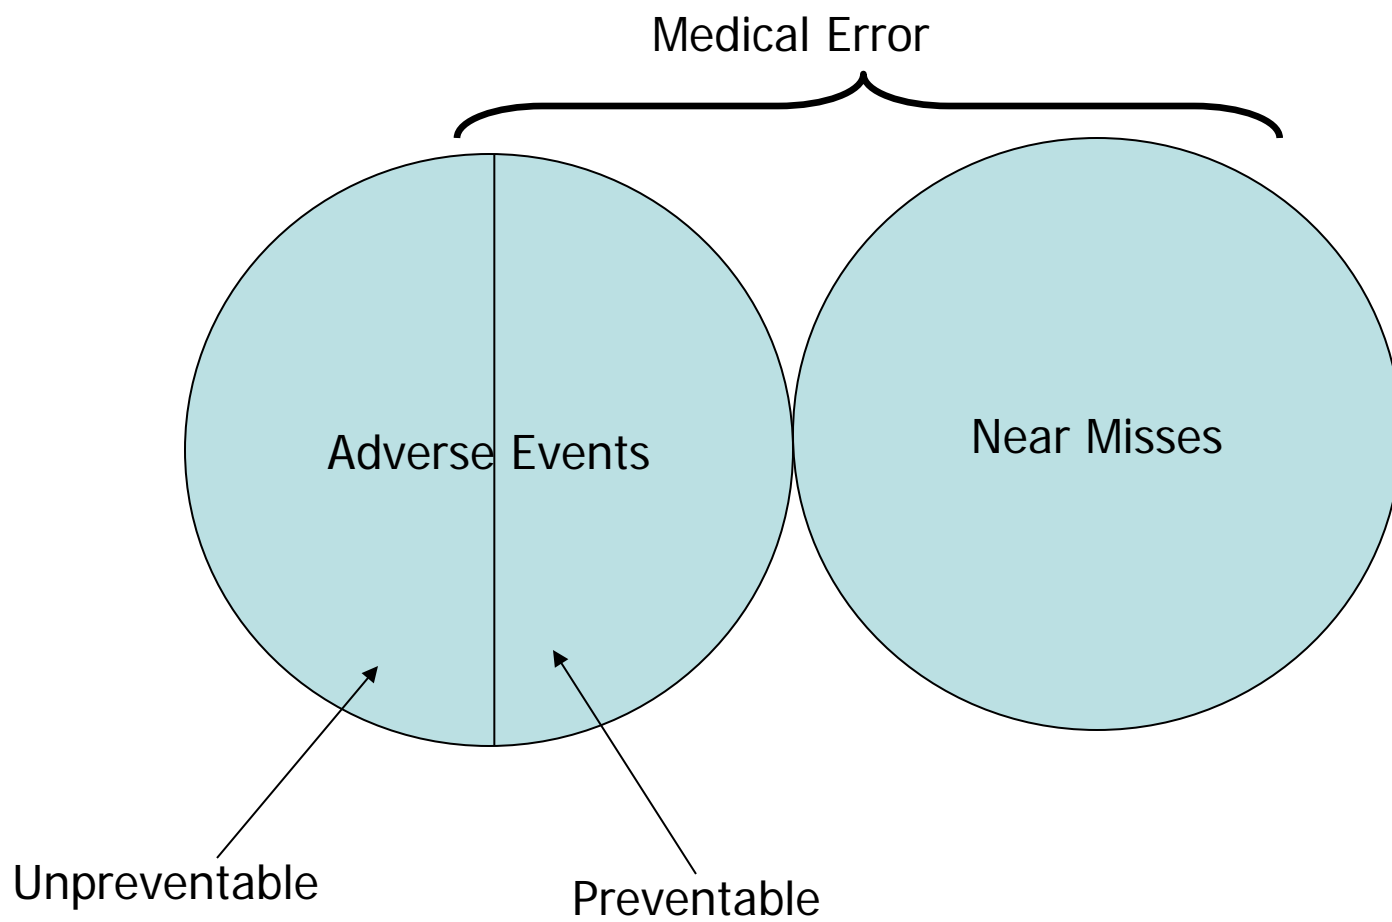 Medical Error
Adverse Events
Near Misses
Unpreventable
Preventable